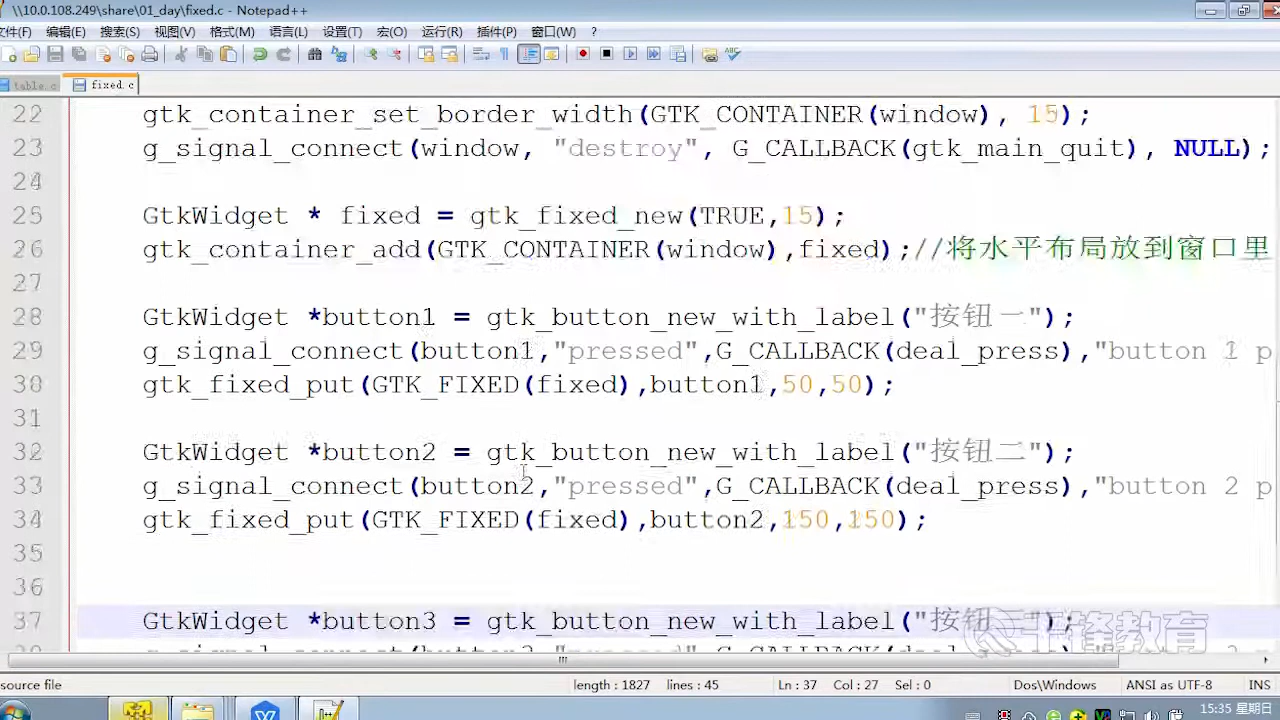 \\10.0.108.249\share\01_day\fixed.c - Notepad++
文件(F) 编辑(E) 搜索(S) 视图(V) 格式(M) 语言(L) 设置(T) 宏(O) 运行(R) 插件(P) 窗口(W) ?
table.c fixed.c
22 gtk_container_set_border_width(GTK_CONTAINER(window), 15);
23 g_signal_connect(window, "destroy", G_CALLBACK(gtk_main_quit), NULL);
24
25 GtkWidget * fixed = gtk_fixed_new(TRUE,15);
26 gtk_container_add(GTK_CONTAINER(window),fixed);//将水平布局放到窗口里
27
28 GtkWidget *button1 = gtk_button_new_with_label("按钮一");
29 g_signal_connect(button1,"pressed",G_CALLBACK(deal_press),"button 1 p
30 gtk_fixed_put(GTK_FIXED(fixed),button1,50,50);
31
32 GtkWidget *button2 = gtk_button_new_with_label("按钮二");
33 g_signal_connect(button2,"pressed",G_CALLBACK(deal_press),"button 2 p
34 gtk_fixed_put(GTK_FIXED(fixed),button2,150,150);
35
36
37 GtkWidget *button3 = gtk_button_new_with_label("按钮 ");
千锋教育
source file length : 1827 lines : 45 Ln : 37 Col : 27 Sel : 0 Dos\Windows ANSI as UTF-8 INS
15:35 星期日